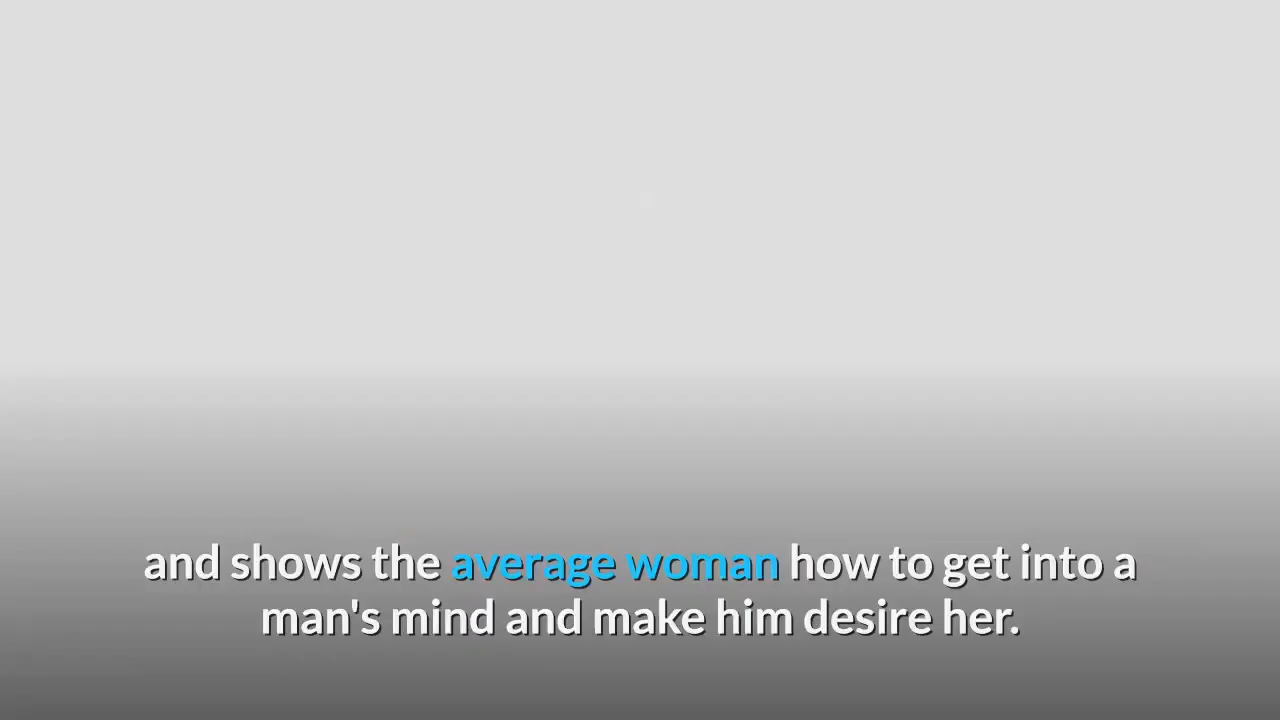 and shows the average woman how to get into a
man's mind and make him desire her.